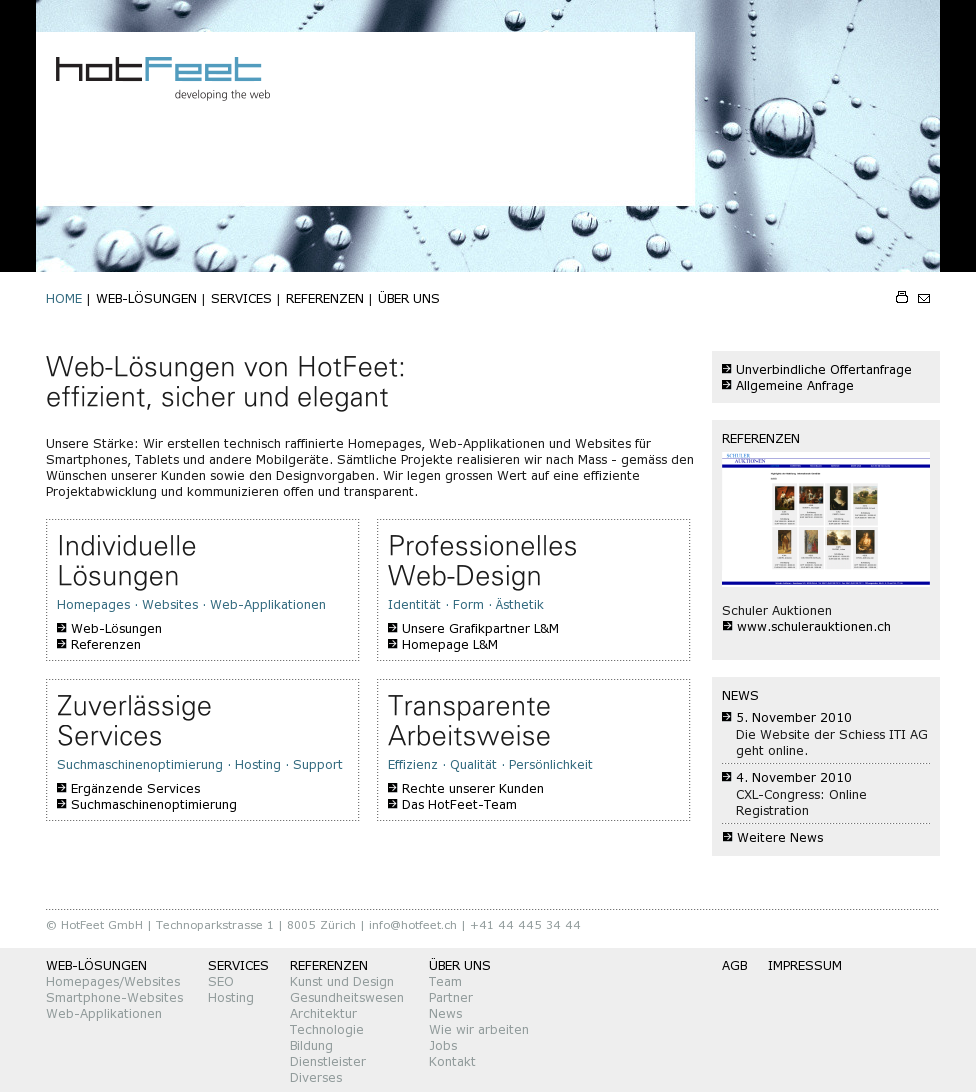 hotFeet
developing the web
HOME | WEB-LÖSUNGEN | SERVICES | REFERENZEN | ÜBER UNS
Web-Lösungen von HotFeet:
effizient, sicher und elegant
Unsere Stärke: Wir erstellen technisch raffinierte Homepages, Web-Applikationen und Websites für
Smartphones, Tablets und andere Mobilgeräte. Sämtliche Projekte realisieren wir nach Mass - gemäss den
Wünschen unserer Kunden sowie den Designvorgaben. Wir legen grossen Wert auf eine effiziente
Projektabwicklung und kommunizieren offen und transparent.
Individuelle
Lösungen
Homepages · Websites · Web-Applikationen
Web-Lösungen
Referenzen
Professionelles
Web-Design
Identität · Form · Ästhetik
Unsere Grafikpartner L&M
Homepage L&M
Zuverlässige
Services
Suchmaschinenoptimierung · Hosting · Support
Ergänzende Services
Suchmaschinenoptimierung
Transparente
Arbeitsweise
Effizienz · Qualität · Persönlichkeit
Rechte unserer Kunden
Das HotFeet-Team
Unverbindliche Offertanfrage
Allgemeine Anfrage
REFERENZEN
SCHULER
AUKTIONEN
Schuler Auktionen
www.schulerauktionen.ch
NEWS
5. November 2010
Die Website der Schiess ITI AG
geht online.
4. November 2010
CXL-Congress: Online
Registration
Weitere News
© HotFeet GmbH | Technoparkstrasse 1 | 8005 Zürich | info@hotfeet.ch | +41 44 445 34 44
WEB-LÖSUNGEN
Homepages/Websites
Smartphone-Websites
Web-Applikationen
SERVICES
SEO
Hosting
REFERENZEN
Kunst und Design
Gesundheitswesen
Architektur
Technologie
Bildung
Dienstleister
Diverses
ÜBER UNS
Team
Partner
News
Wie wir arbeiten
Jobs
Kontakt
AGB IMPRESSUM